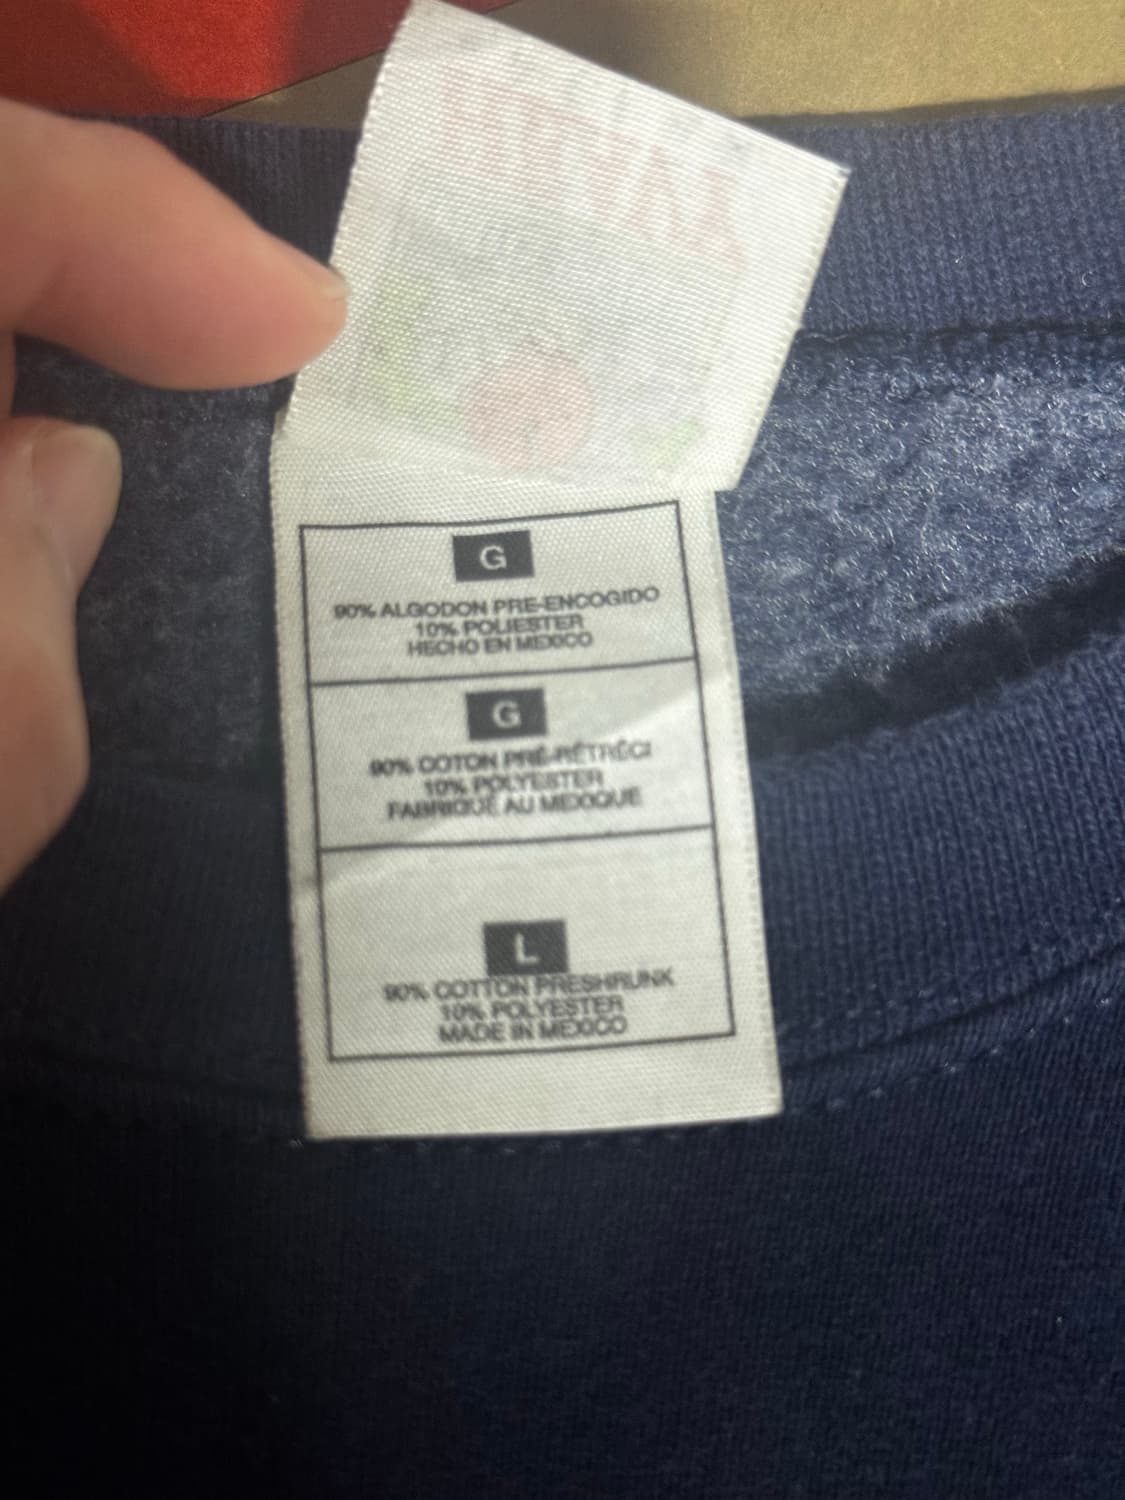 G
90% ALGODON PRE-ENCOGIDO
10% POLIESTER
HECHO EN MEXICO
G
90% COTON PRÉ-RÉTRÉCI
10% POLYESTER
FABRIQUÉ AU MEXIQUE
L
90% COTTON PRESHRUNK
10% POLYESTER
MADE IN MEXICO